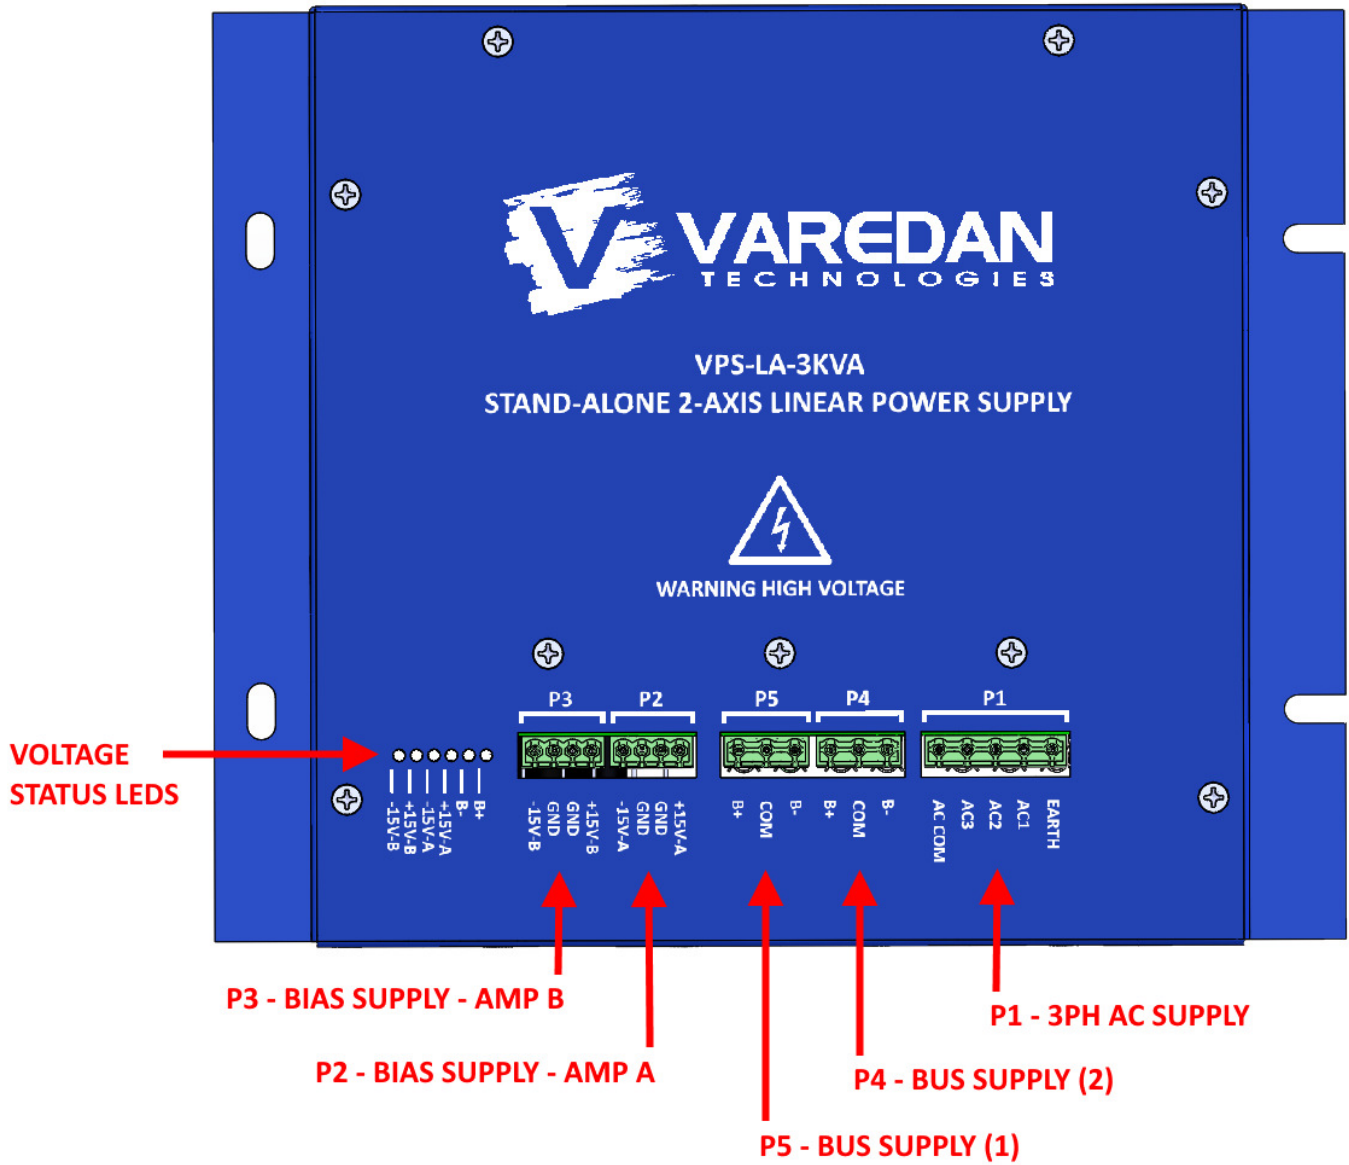 V VAREDAN
TECHNOLOGIES
VPS-LA-3KVA
STAND-ALONE 2-AXIS LINEAR POWER SUPPLY
WARNING HIGH VOLTAGE
P3 P2 P5 P4 P1
VOLTAGE
STATUS LEDS
-15V-B +15V-B -15V-A +15V-A B- B+
-15V-B GND GND +15V-B
-15V-A GND GND +15V-A
B+ COM B-
B+ COM B-
AC COM AC3 AC2 AC1 EARTH
P3 - BIAS SUPPLY - AMP B
P1 - 3PH AC SUPPLY
P2 - BIAS SUPPLY - AMP A
P4 - BUS SUPPLY (2)
P5 - BUS SUPPLY (1)